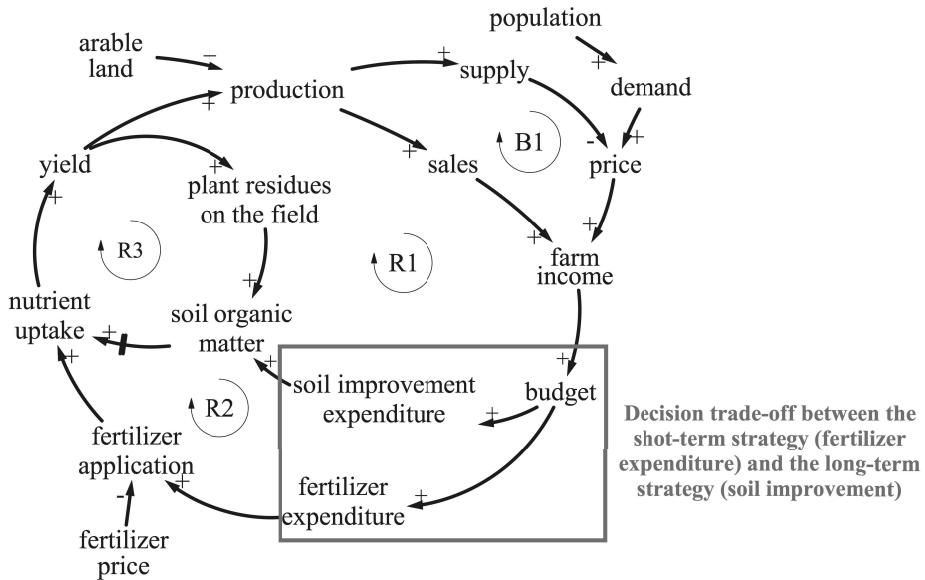 population
arable
land
–
+
supply
+
demand
production
+
B1
-
+
yield
+
sales
price
+
plant residues
on the field
+
+
+
R3
R1
farm
income
+
nutrient
uptake
+
soil organic
matter
+
+
+
soil improvement
expenditure
budget
R2
+
Decision trade-off between the
shot-term strategy (fertilizer
expenditure) and the long-term
strategy (soil improvement)
fertilizer
application
+
-
fertilizer
expenditure
+
fertilizer
price